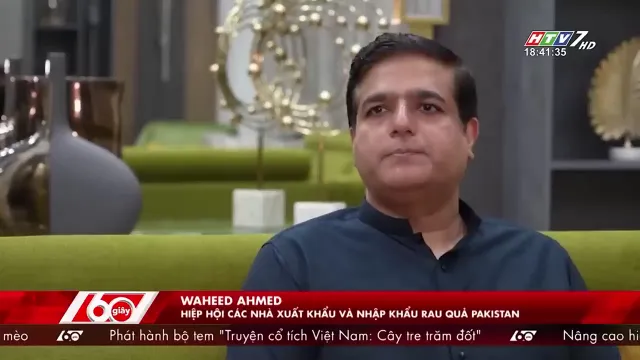 HTV7 HD
18:41:35
WAHEED AHMED
60 giây
HIỆP HỘI CÁC NHÀ XUẤT KHẨU VÀ NHẬP KHẨU RAU QUẢ PAKISTAN
mèo 60 Phát hành bộ tem "Truyện cổ tích Việt Nam: Cây tre trăm đốt" 60 Nâng cao hi